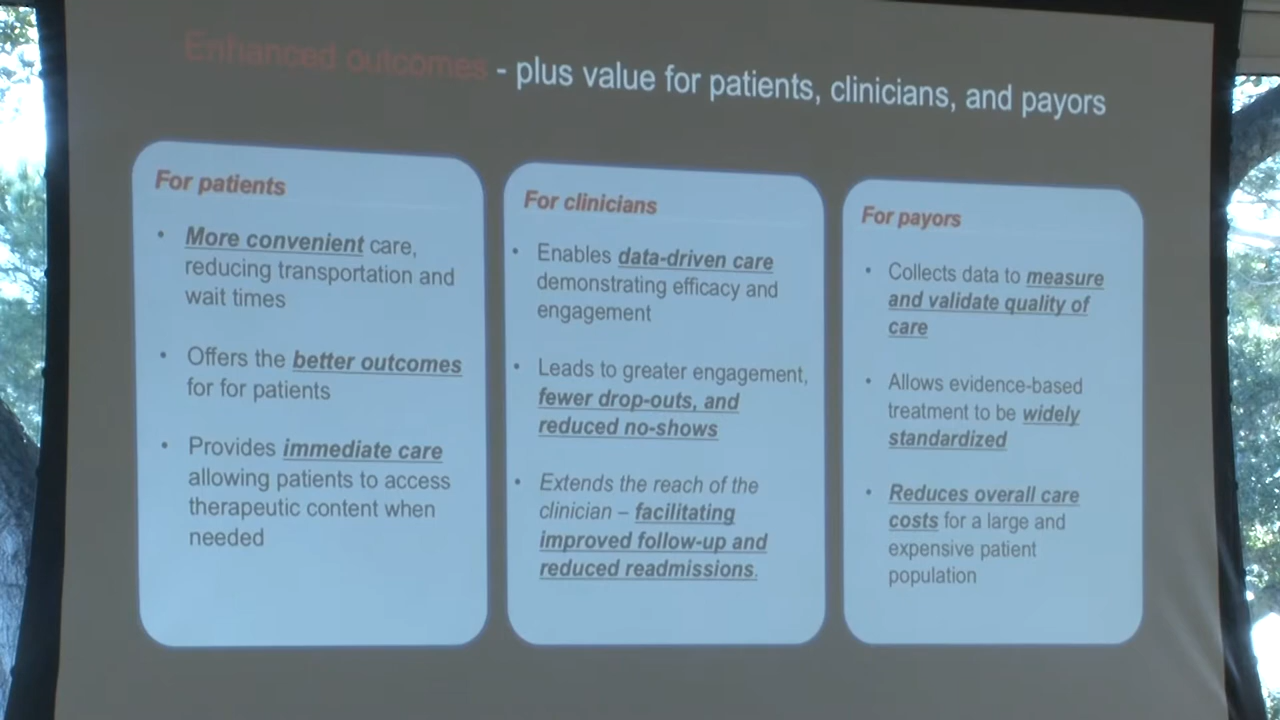 Enhanced outcomes - plus value for patients, clinicians, and payors
For patients
• More convenient care,
reducing transportation and
wait times
• Offers the better outcomes
for for patients
• Provides immediate care
allowing patients to access
therapeutic content when
needed
For clinicians
• Enables data-driven care
demonstrating efficacy and
engagement
• Leads to greater engagement,
fewer drop-outs, and
reduced no-shows
• Extends the reach of the
clinician – facilitating
improved follow-up and
reduced readmissions.
For payors
• Collects data to measure
and validate quality of
care
• Allows evidence-based
treatment to be widely
standardized
• Reduces overall care
costs for a large and
expensive patient
population